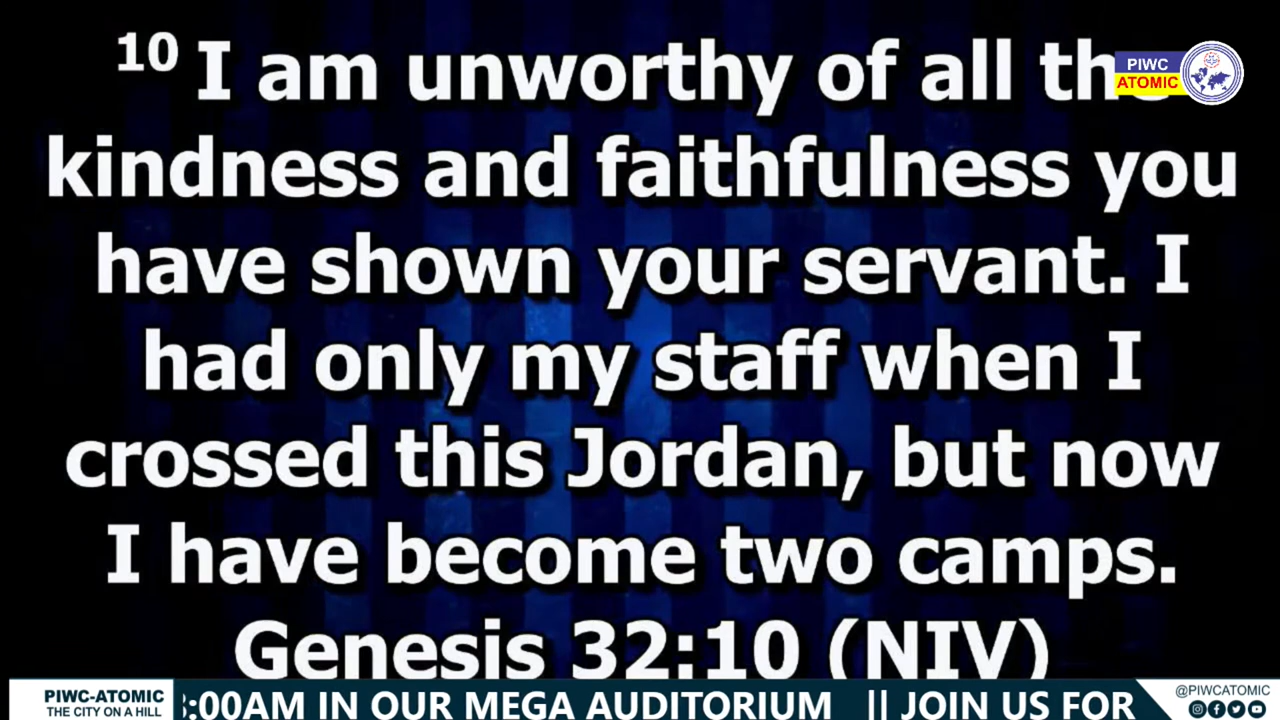 10 I am unworthy of all the
kindness and faithfulness you
have shown your servant. I
had only my staff when I
crossed this Jordan, but now
I have become two camps.
Genesis 32:10 (NIV)
PIWC
ATOMIC
PIWC-ATOMIC
THE CITY ON A HILL
:00AM IN OUR MEGA AUDITORIUM || JOIN US FOR
@PIWCATOMIC